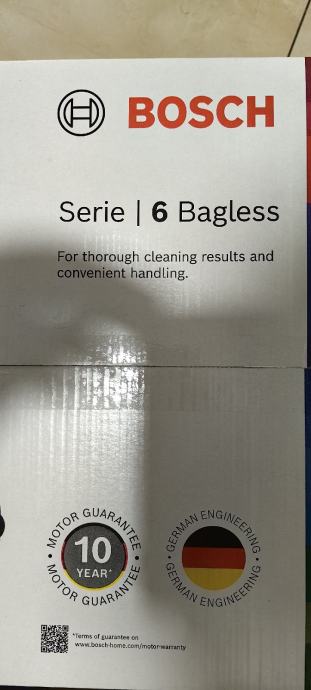 BOSCH
Serie | 6 Bagless
For thorough cleaning results and
convenient handling.
• MOTOR GUARANTEE •
10
YEAR*
MOTOR GUARANTEE
• GERMAN ENGINEERING •
GERMAN ENGINEERING
*Terms of guarantee on
www.bosch-home.com/motor-warranty